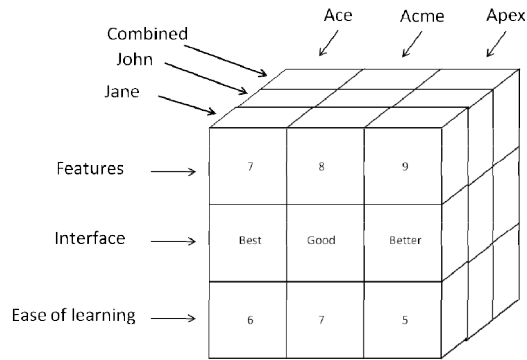 Ace Acme Apex
Combined
John
Jane
Features 7 8 9
Interface Best Good Better
Ease of learning 6 7 5